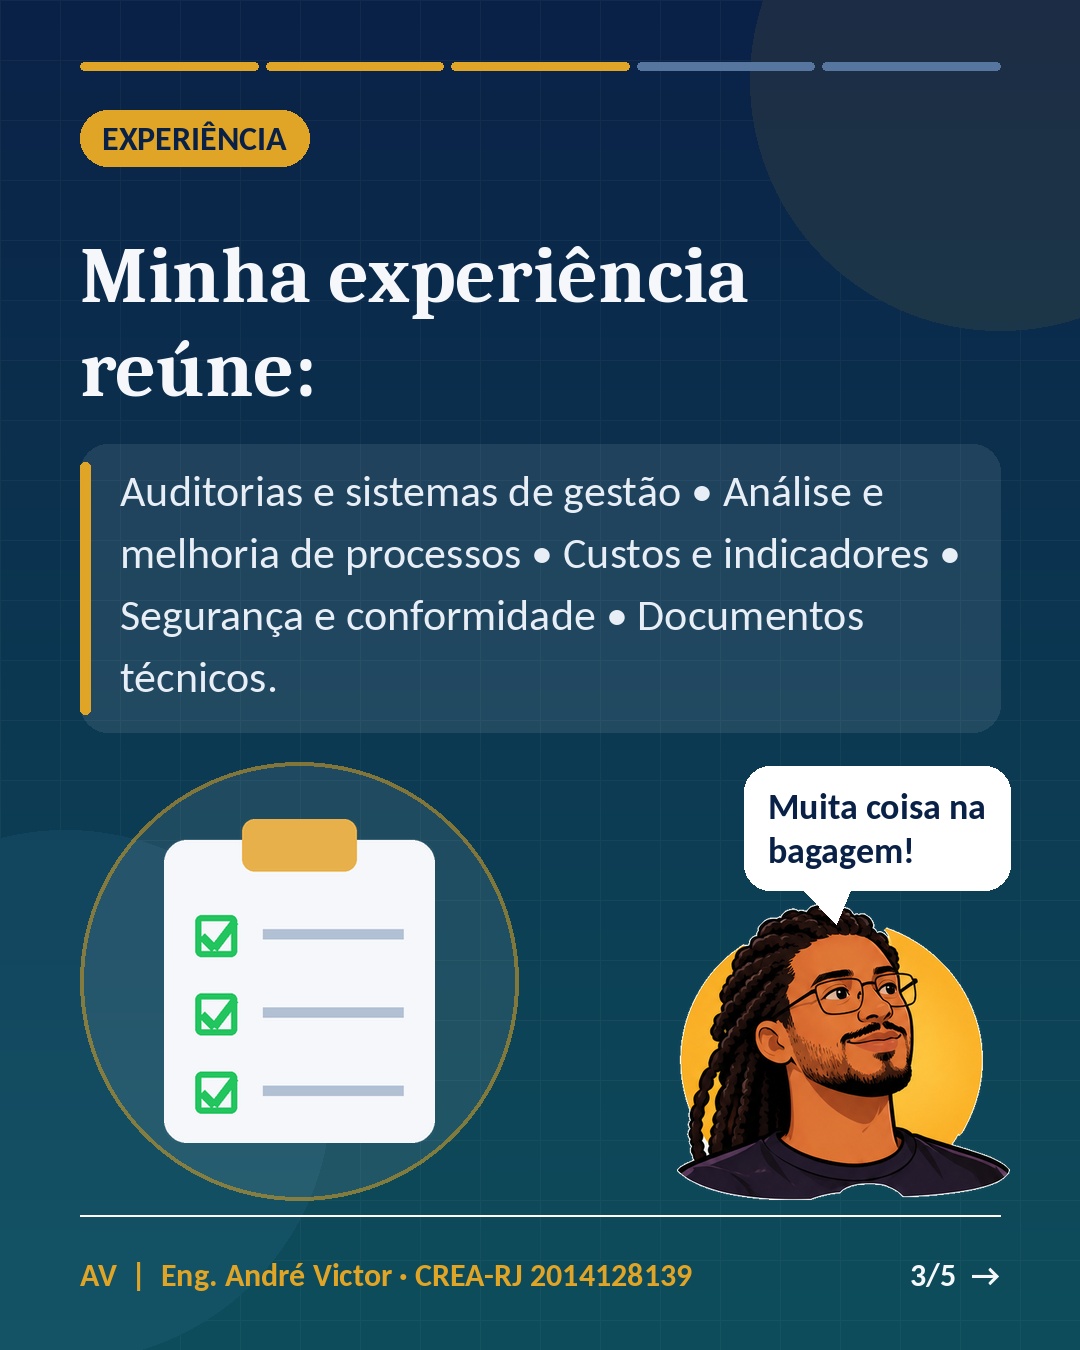 EXPERIÊNCIA
Minha experiência
reúne:
Auditorias e sistemas de gestão • Análise e
melhoria de processos • Custos e indicadores •
Segurança e conformidade • Documentos
técnicos.
Muita coisa na
bagagem!
AV | Eng. André Victor · CREA-RJ 2014128139
3/5 →